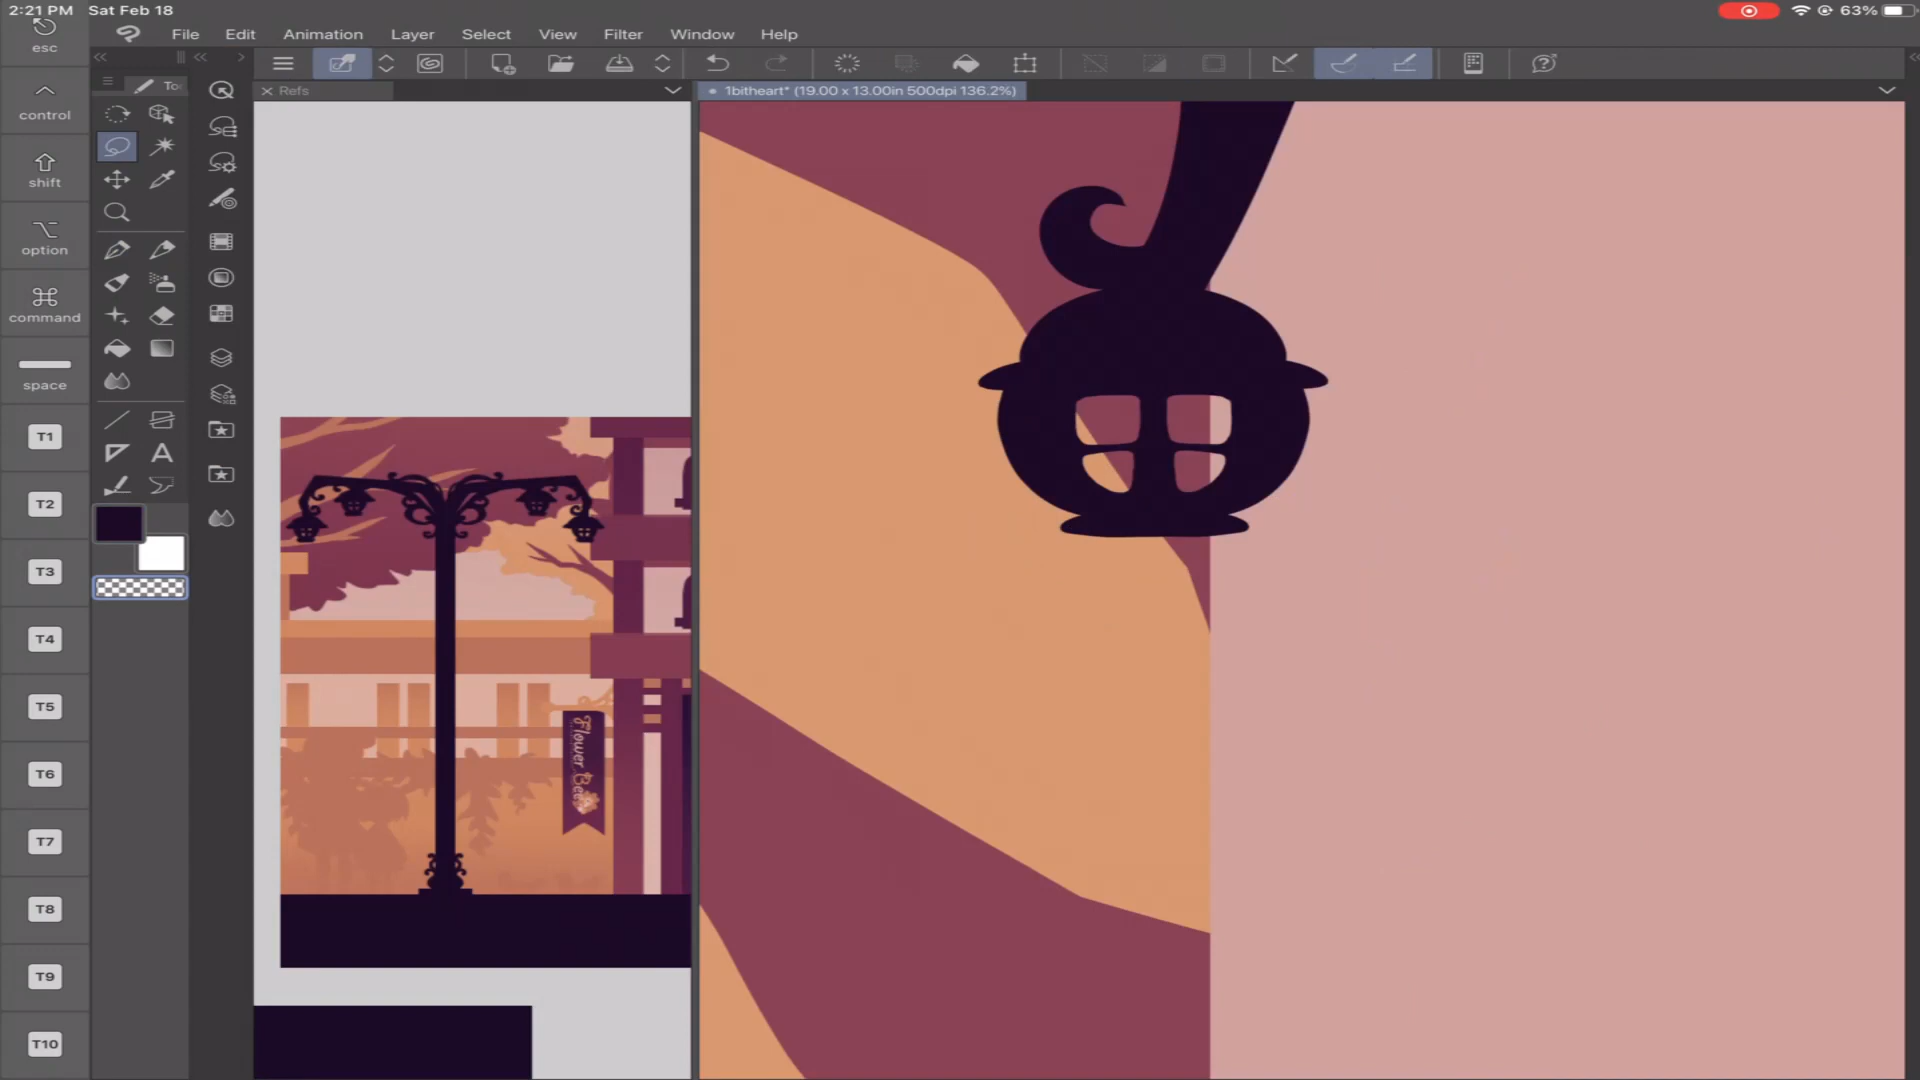 2:21 PM Sat Feb 18
63%
esc
File Edit Animation Layer Select View Filter Window Help
Refs
1bitheart* (19.00 x 13.00in 500dpi 136.2%)
control
shift
option
command
space
A
T1
T2
T3
T4
T5
T6
T7
T8
T9
T10
Flower Bee